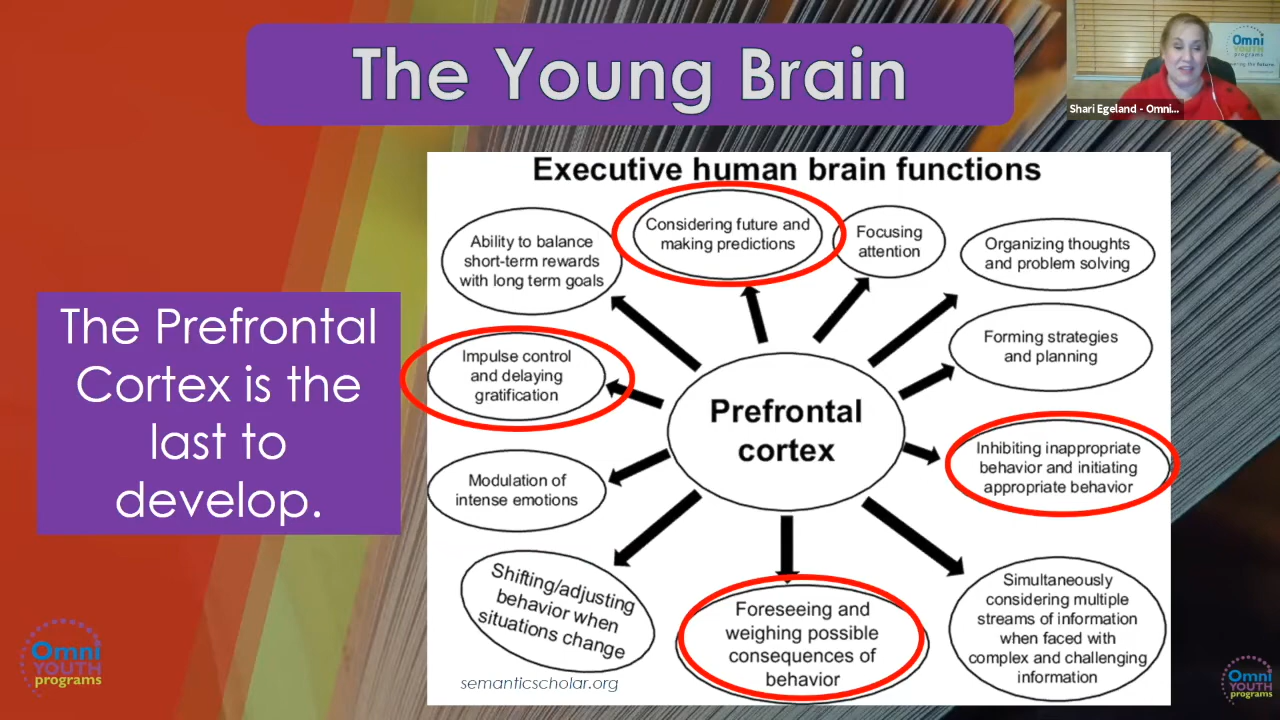 The Young Brain
Omni
YOUTH
programs
Shari Egeland - Omni...
Executive human brain functions
Considering future and
making predictions
Focusing
attention
Ability to balance
short-term rewards
with long term goals
Organizing thoughts
and problem solving
The Prefrontal
Cortex is the
last to
develop.
Impulse control
and delaying
gratification
Forming strategies
and planning
Prefrontal
cortex
Inhibiting inappropriate
behavior and initiating
appropriate behavior
Modulation of
intense emotions
Shifting/adjusting
behavior when
situations change
Foreseeing and
weighing possible
consequences of
behavior
Simultaneously
considering multiple
streams of information
when faced with
complex and challenging
information
semanticscholar.org
Omni
YOUTH
programs
Omni
YOUTH
programs